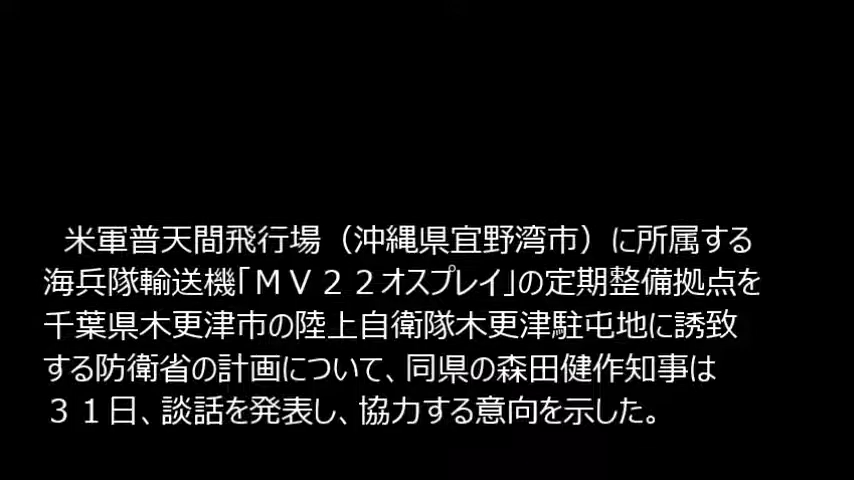 米軍普天間飛行場（沖縄県宜野湾市）に所属する
海兵隊輸送機「ＭＶ２２オスプレイ」の定期整備拠点を
千葉県木更津市の陸上自衛隊木更津駐屯地に誘致
する防衛省の計画について、同県の森田健作知事は
３１日、談話を発表し、協力する意向を示した。